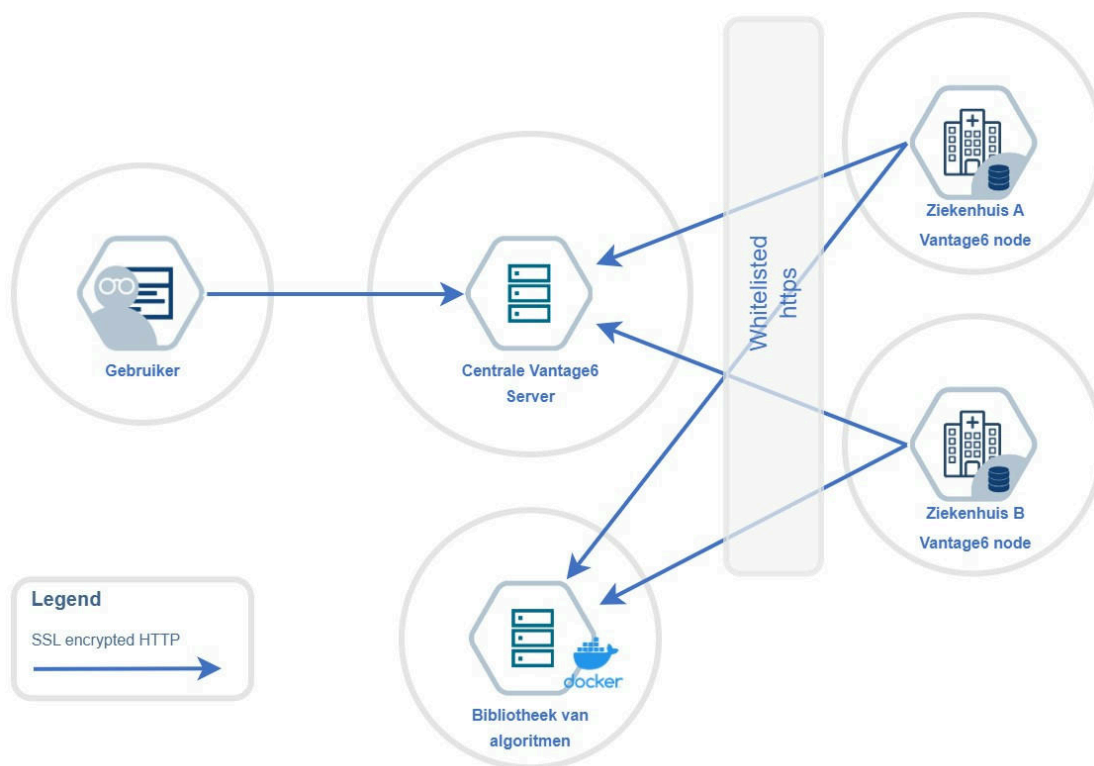 Gebruiker
Centrale Vantage6
Server
Whitelisted
https
Ziekenhuis A
Vantage6 node
Ziekenhuis B
Vantage6 node
Legend
SSL encrypted HTTP
docker
Bibliotheek van
algoritmen